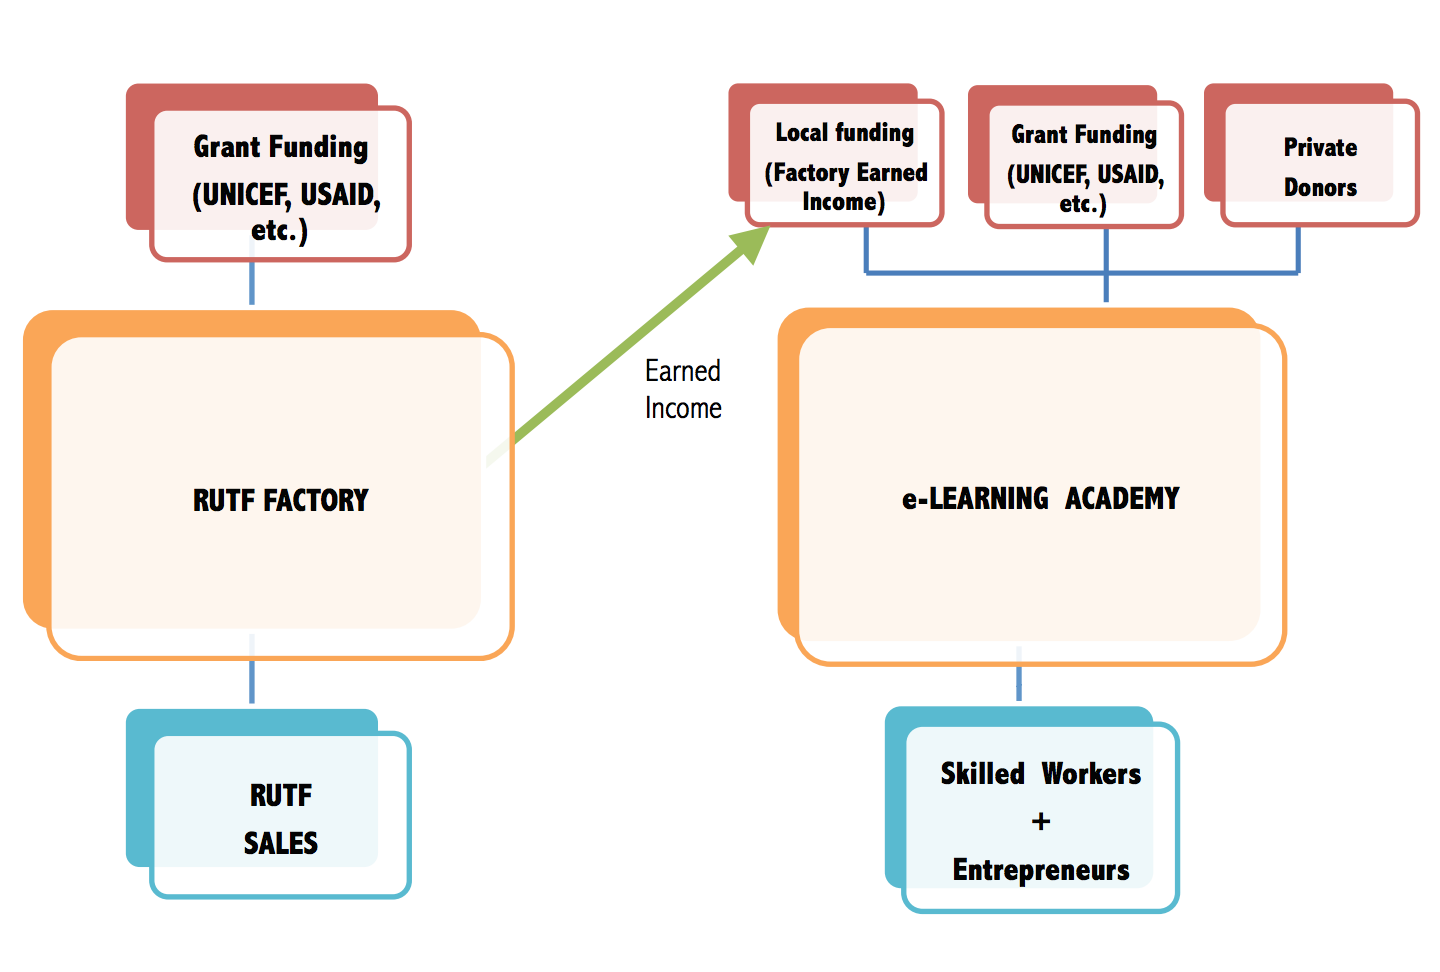 Grant Funding
(UNICEF, USAID,
etc.)
Local funding
(Factory Earned
Income)
Grant Funding
(UNICEF, USAID,
etc.)
Private
Donors
Earned
Income
RUTF FACTORY
e-LEARNING ACADEMY
RUTF
SALES
Skilled Workers
+
Entrepreneurs